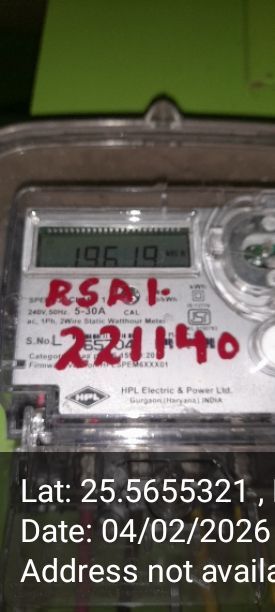 19619
kWh
RSA1
240V, 50Hz, 5-30A CAL
ac, 1Ph, 2Wire Static Watthour Meter
S.No.
221140
HPL
HPL Electric & Power Ltd.
Gurgaon (Haryana) INDIA
Lat: 25.5655321 ,
Date: 04/02/2026
Address not availa